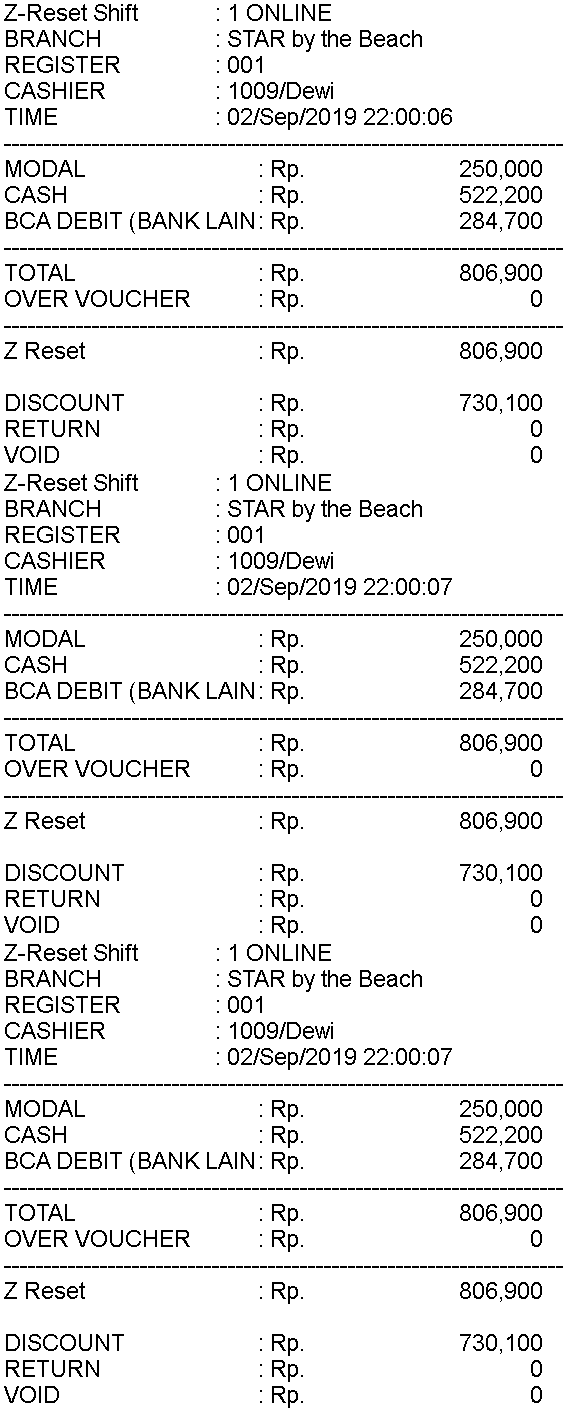 Z-Reset Shift : 1 ONLINE
BRANCH : STAR by the Beach
REGISTER : 001
CASHIER : 1009/Dewi
TIME : 02/Sep/2019 22:00:06
MODAL : Rp. 250,000
CASH : Rp. 522,200
BCA DEBIT (BANK LAIN : Rp. 284,700
TOTAL : Rp. 806,900
OVER VOUCHER : Rp. 0
Z Reset : Rp. 806,900
DISCOUNT : Rp. 730,100
RETURN : Rp. 0
VOID : Rp. 0
Z-Reset Shift : 1 ONLINE
BRANCH : STAR by the Beach
REGISTER : 001
CASHIER : 1009/Dewi
TIME : 02/Sep/2019 22:00:07
MODAL : Rp. 250,000
CASH : Rp. 522,200
BCA DEBIT (BANK LAIN : Rp. 284,700
TOTAL : Rp. 806,900
OVER VOUCHER : Rp. 0
Z Reset : Rp. 806,900
DISCOUNT : Rp. 730,100
RETURN : Rp. 0
VOID : Rp. 0
Z-Reset Shift : 1 ONLINE
BRANCH : STAR by the Beach
REGISTER : 001
CASHIER : 1009/Dewi
TIME : 02/Sep/2019 22:00:07
MODAL : Rp. 250,000
CASH : Rp. 522,200
BCA DEBIT (BANK LAIN : Rp. 284,700
TOTAL : Rp. 806,900
OVER VOUCHER : Rp. 0
Z Reset : Rp. 806,900
DISCOUNT : Rp. 730,100
RETURN : Rp. 0
VOID : Rp. 0